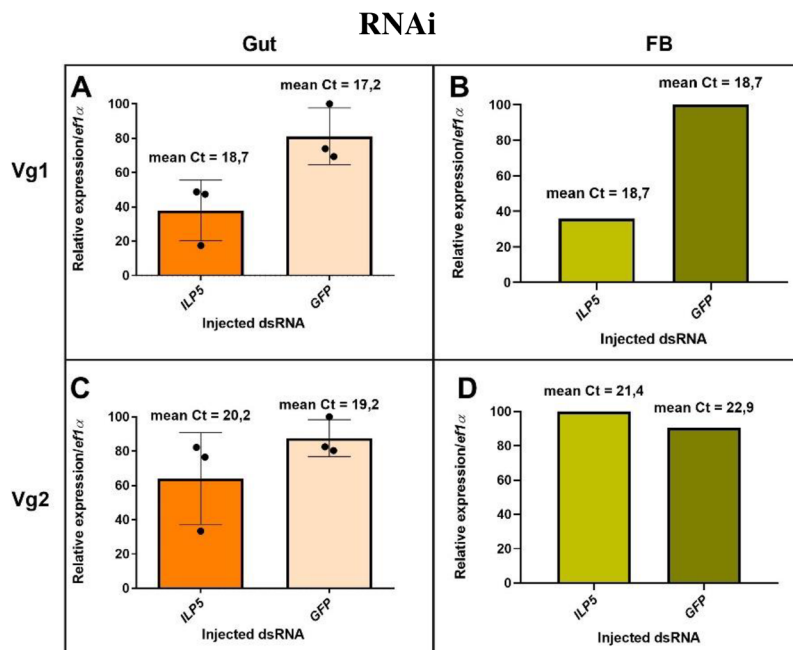 RNAi
Gut
FB
Vg1
Vg2
A
mean Ct = 18,7
mean Ct = 17,2
Relative expression/ef1α
100
80
60
40
20
0
ILP5
GFP
Injected dsRNA
B
mean Ct = 18,7
mean Ct = 18,7
Relative expression/ef1α
100
80
60
40
20
0
ILP5
GFP
Injected dsRNA
C
mean Ct = 20,2
mean Ct = 19,2
Relative expression/ef1α
100
80
60
40
20
0
ILP5
GFP
Injected dsRNA
D
mean Ct = 21,4
mean Ct = 22,9
Relative expression/ef1α
100
80
60
40
20
0
ILP5
GFP
Injected dsRNA